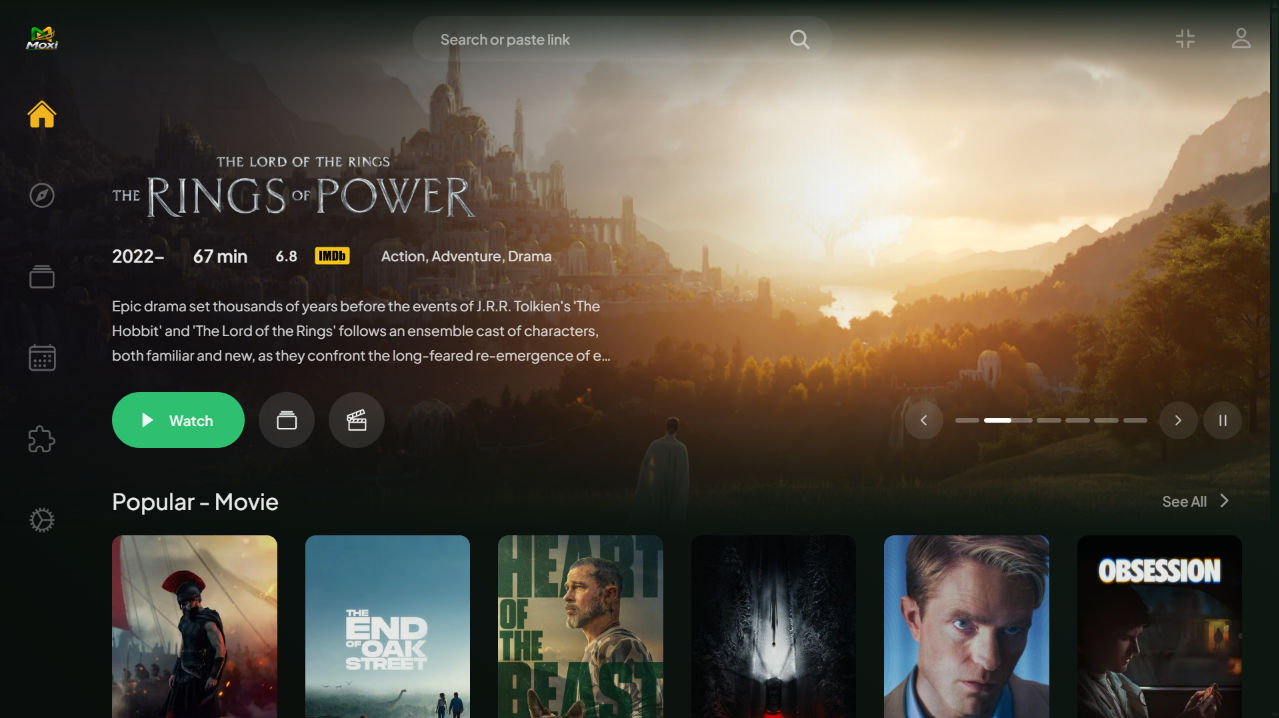 Moxi
Search or paste link
THE LORD OF THE RINGS
THE RINGS OF POWER
2022– 67 min 6.8 IMDb Action, Adventure, Drama
Epic drama set thousands of years before the events of J.R.R. Tolkien's 'The
Hobbit' and 'The Lord of the Rings' follows an ensemble cast of characters,
both familiar and new, as they confront the long-feared re-emergence of e...
Watch
Popular - Movie
See All
THE
END
OF OAK
STREET
HEART
OF
THE
BEAST
OBSESSION